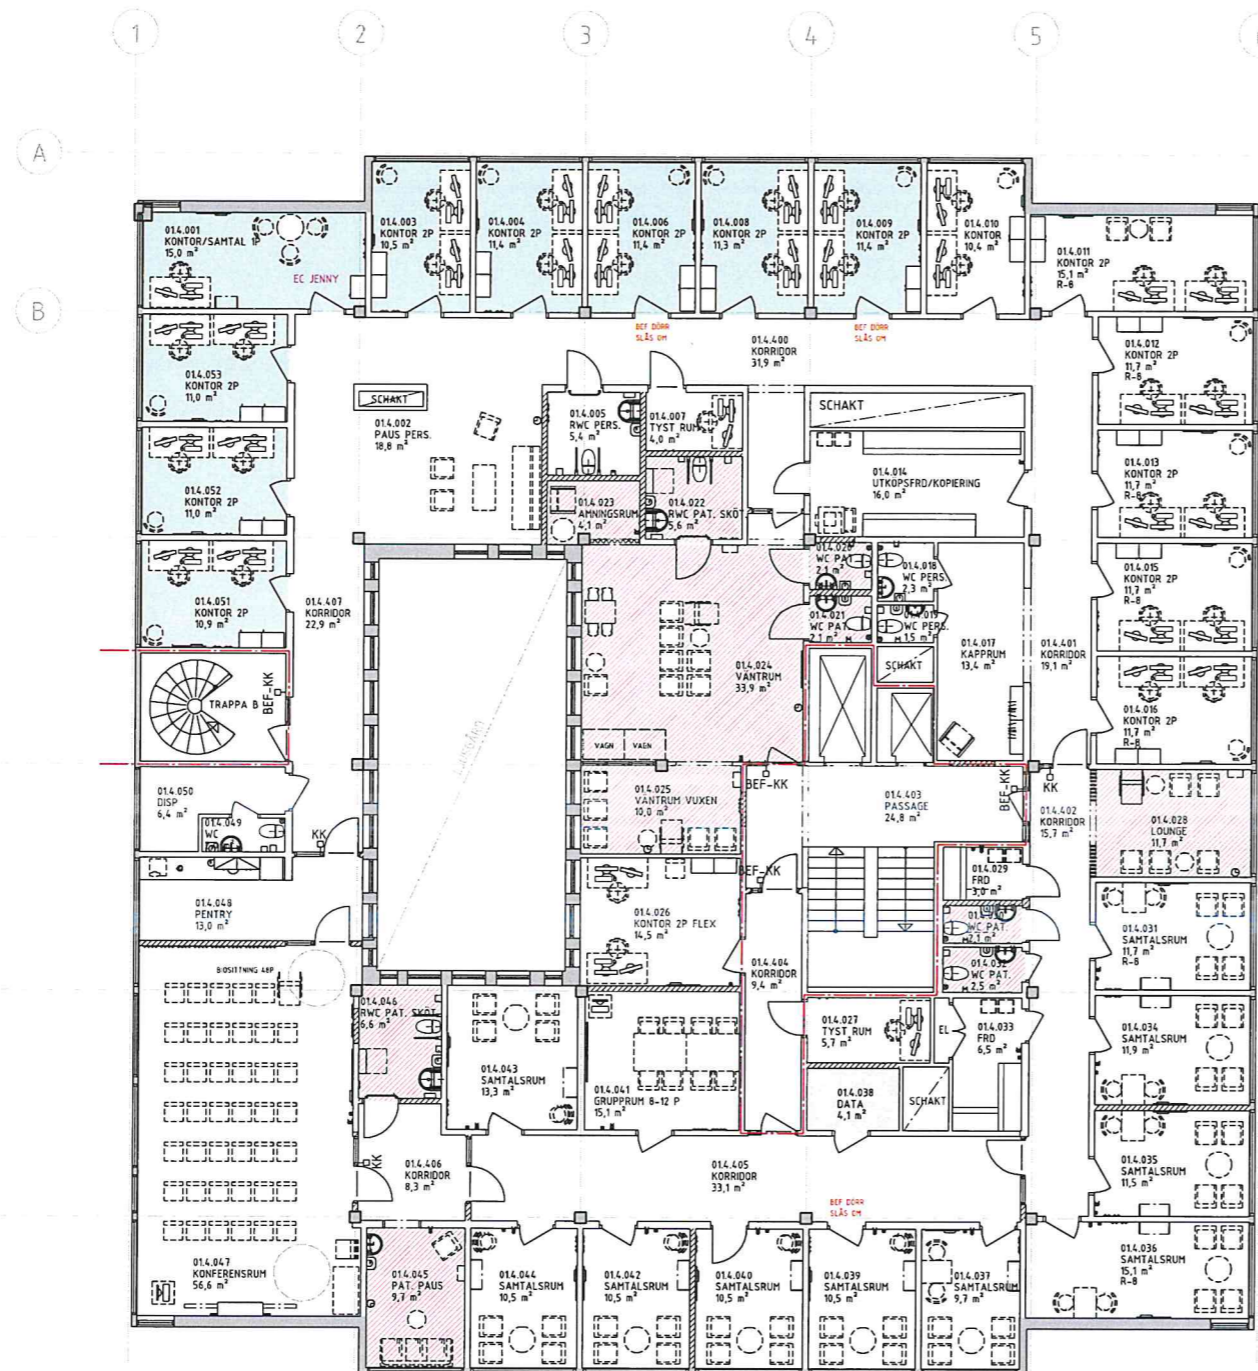 1
2
3
4
5
A
B
01.4.001
KONTOR/SAMTAL 1P
15,0 m²
EC JENNY
01.4.003
KONTOR 2P
10,5 m²
01.4.004
KONTOR 2P
11,4 m²
01.4.006
KONTOR 2P
11,4 m²
01.4.008
KONTOR 2P
11,3 m²
01.4.009
KONTOR 2P
11,4 m²
01.4.010
KONTOR
10,4 m²
01.4.011
KONTOR 2P
15,1 m²
R-8
BEF DÖRR
SLÅS OM
01.4.400
KORRIDOR
31,9 m²
BEF DÖRR
SLÅS OM
01.4.012
KONTOR 2P
11,7 m²
R-8
01.4.053
KONTOR 2P
11,0 m²
SCHAKT
01.4.002
PAUS PERS.
18,8 m²
01.4.005
RWC PERS.
5,4 m²
01.4.007
TYST RUM
4,0 m²
SCHAKT
01.4.013
KONTOR 2P
11,7 m²
R-8
01.4.014
UTKOPSFRD/KOPIERING
16,0 m²
01.4.052
KONTOR 2P
11,0 m²
01.4.023
AMNINGSRUM
4,1 m²
01.4.022
RWC PAT. SKÖT.
5,6 m²
01.4.020
WC PAT.
2,1 m²
01.4.018
WC PERS.
2,3 m²
01.4.015
KONTOR 2P
11,7 m²
R-8
01.4.051
KONTOR 2P
10,9 m²
01.4.407
KORRIDOR
22,9 m²
01.4.021
WC PAT.
2,1 m²
01.4.019
WC PERS.
1,5 m²
01.4.017
KAPPRUM
13,4 m²
01.4.401
KORRIDOR
19,1 m²
01.4.024
VÄNTRUM
33,9 m²
SCHAKT
01.4.016
KONTOR 2P
11,7 m²
R-8
TRAPPA B
BEF-KK
LJUSGÅRD
VAGN
VAGN
01.4.050
DISP
6,4 m²
01.4.049
WC
KK
01.4.025
VÄNTRUM VUXEN
10,0 m²
BEF-KK
01.4.403
PASSAGE
24,8 m²
BEF-KK
KK
01.4.402
KORRIDOR
15,7 m²
01.4.028
LOUNGE
11,7 m²
BEF-KK
01.4.029
FRD
3,0 m²
01.4.048
PENTRY
13,0 m²
01.4.026
KONTOR 2P FLEX
14,5 m²
01.4.030
WC PAT.
2,1 m²
01.4.031
SAMTALSRUM
11,7 m²
R-8
BIOSITTNING 48P
01.4.404
KORRIDOR
9,4 m²
01.4.032
WC PAT.
2,5 m²
01.4.046
RWC PAT. SKÖT.
6,6 m²
01.4.027
TYST RUM
5,7 m²
EL
01.4.033
FRD
6,5 m²
01.4.034
SAMTALSRUM
11,9 m²
01.4.043
SAMTALSRUM
13,3 m²
01.4.041
GRUPPRUM 8-12 P
15,1 m²
01.4.038
DATA
4,1 m²
SCHAKT
KK
01.4.406
KORRIDOR
8,3 m²
01.4.405
KORRIDOR
33,1 m²
01.4.035
SAMTALSRUM
11,5 m²
BEF DÖRR
SLÅS OM
01.4.036
SAMTALSRUM
15,1 m²
R-8
01.4.047
KONFERENSRUM
56,6 m²
01.4.045
PAT. PAUS
9,7 m²
01.4.044
SAMTALSRUM
10,5 m²
01.4.042
SAMTALSRUM
10,5 m²
01.4.040
SAMTALSRUM
10,5 m²
01.4.039
SAMTALSRUM
10,5 m²
01.4.037
SAMTALSRUM
9,7 m²